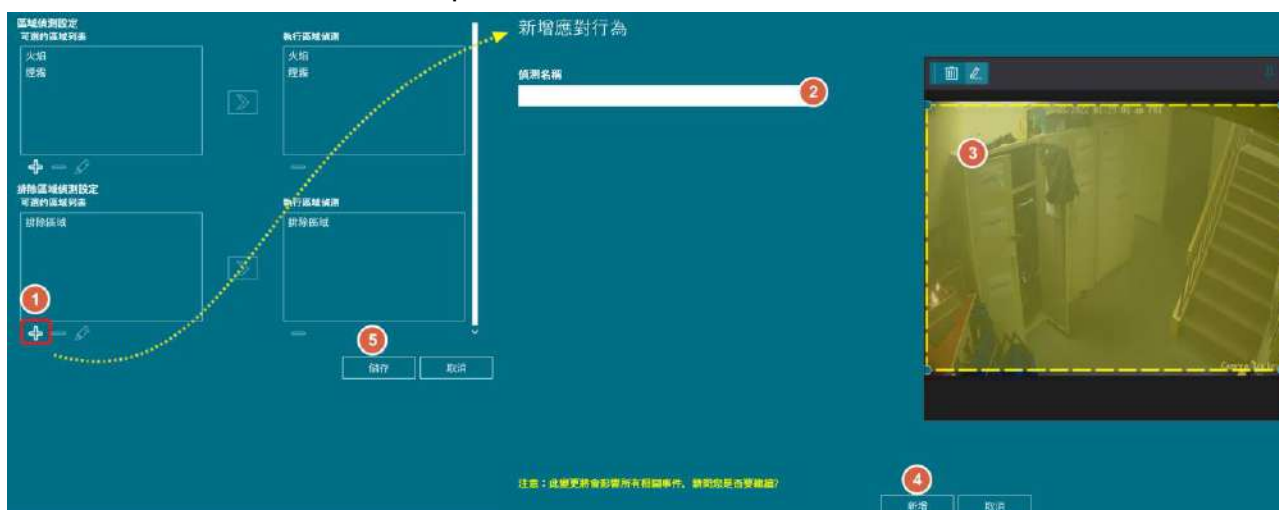 區域偵測設定
可選的區域列表
火焰
煙霧
執行區域偵測
火焰
煙霧
排除區域偵測設定
可選的區域列表
排除區域
執行區域偵測
排除區域
1
5
儲存
取消
新增應對行為
偵測名稱
2
3
注意：此變更將會影響所有相關事件，請問您是否要繼續?
4
新增
取消